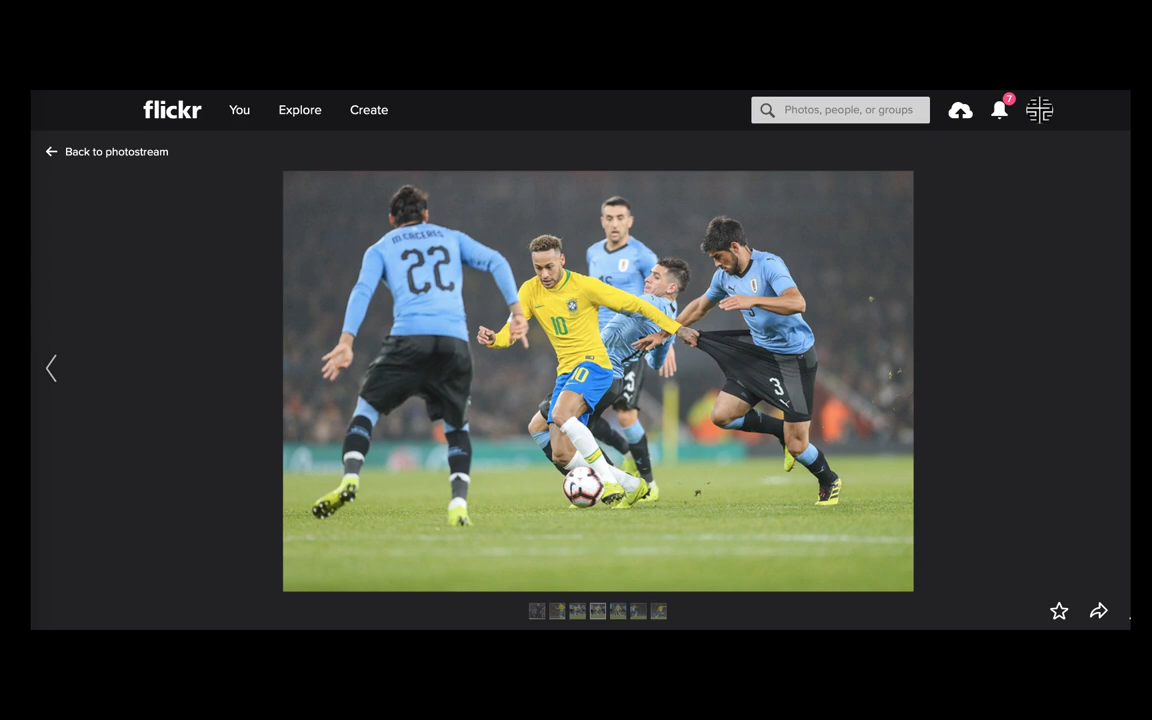 flickr
You
Explore
Create
Photos, people, or groups
7
Back to photostream
M.CACERES
22
10
10
3